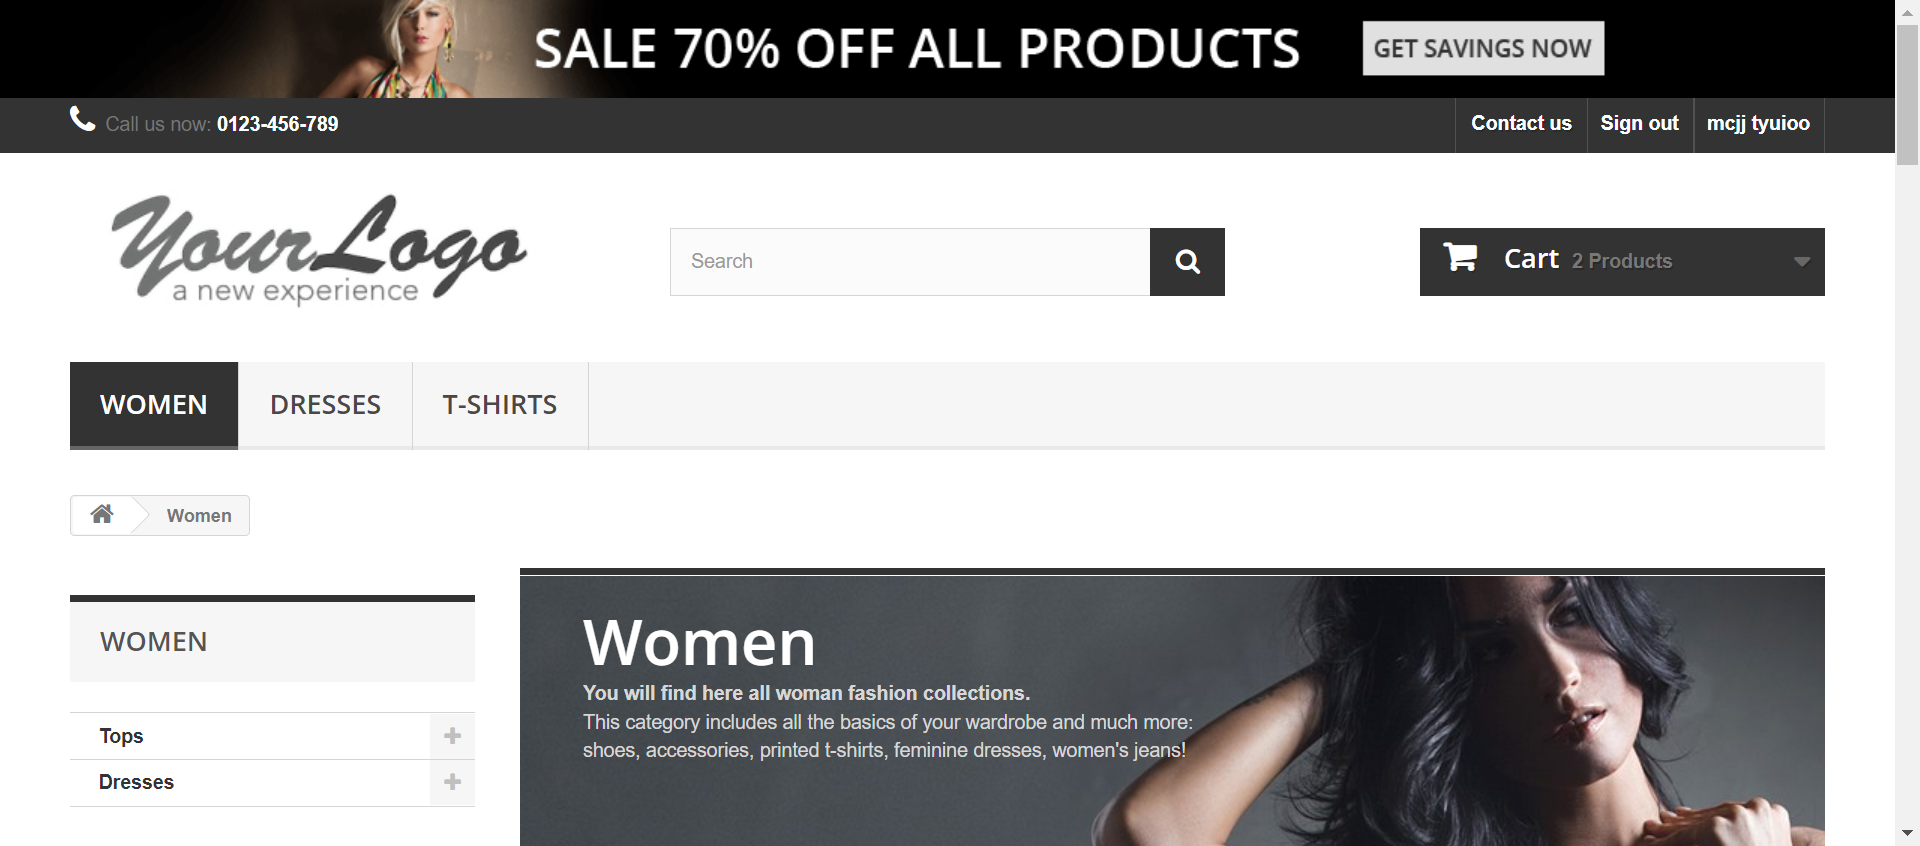 SALE 70% OFF ALL PRODUCTS GET SAVINGS NOW
Call us now: 0123-456-789 Contact us Sign out mcjj tyuioo
Your Logo
a new experience
Search
Cart 2 Products
WOMEN DRESSES T-SHIRTS
Women
WOMEN
Tops
Dresses
Women
You will find here all woman fashion collections.
This category includes all the basics of your wardrobe and much more:
shoes, accessories, printed t-shirts, feminine dresses, women's jeans!